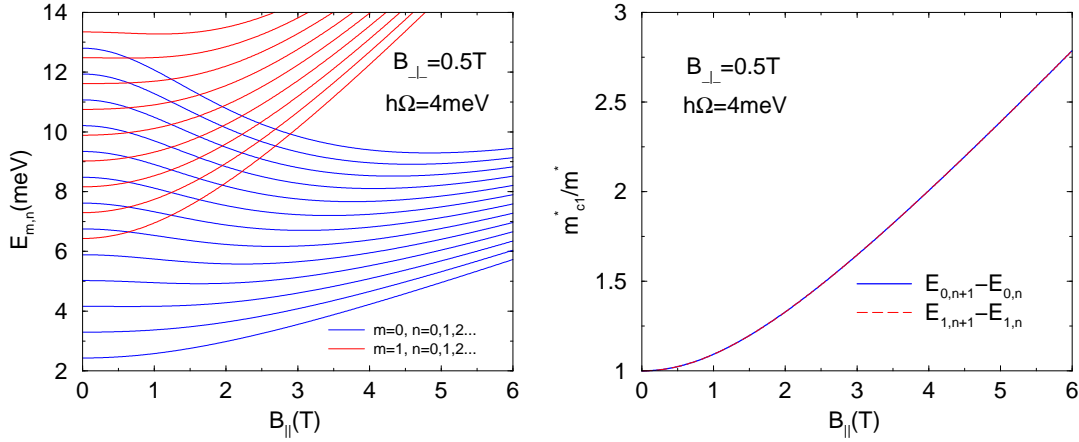 14
12
10
8
6
4
2
E_{m,n}(meV)
B_{_|_}=0.5T
hΩ=4meV
m=0, n=0,1,2...
m=1, n=0,1,2...
0 1 2 3 4 5 6
B_{||}(T)
3
2.5
2
1.5
1
m^{*}_{c1}/m^{*}
B_{_|_}=0.5T
hΩ=4meV
E_{0,n+1}−E_{0,n}
E_{1,n+1}−E_{1,n}
0 1 2 3 4 5 6
B_{||}(T)